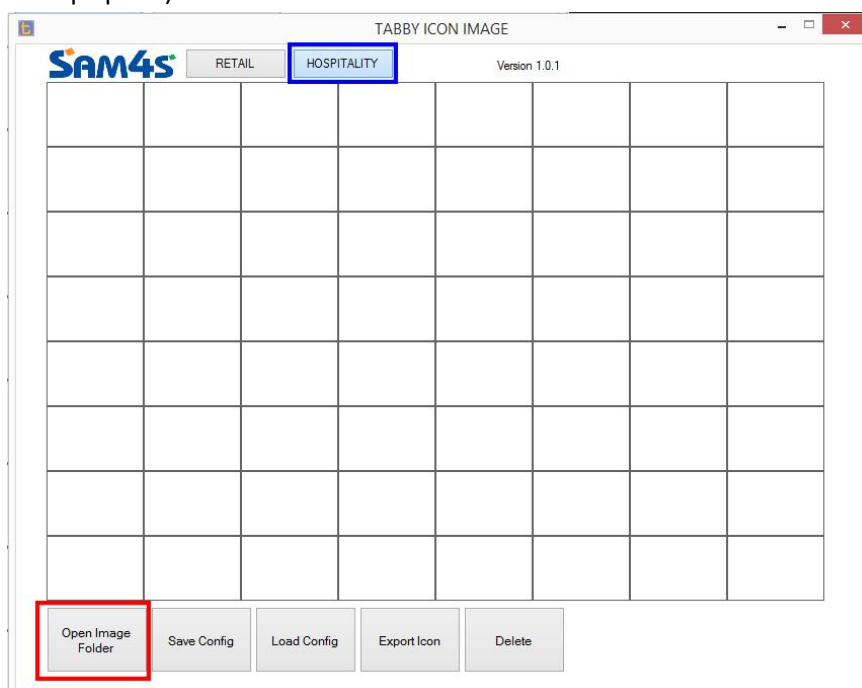 TABBY ICON IMAGE
SAM4S RETAIL HOSPITALITY Version 1.0.1
Open Image
Folder
Save Config
Load Config
Export Icon
Delete